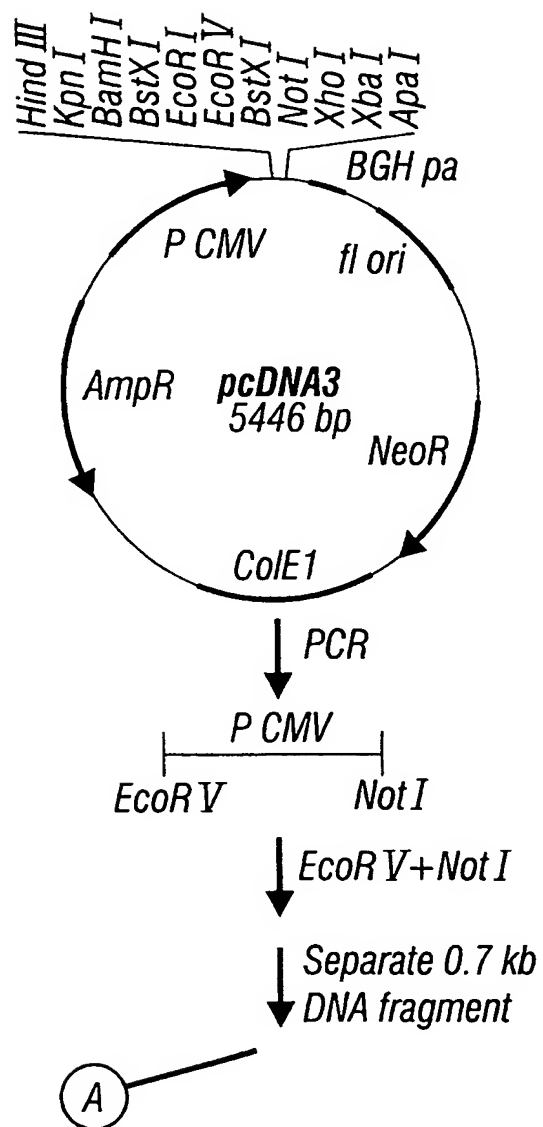 Hind III
Kpn I
BamH I
BstX I
EcoR I
EcoR V
BstX I
Not I
Xho I
Xba I
Apa I
BGH pa
P CMV
fl ori
AmpR
pcDNA3
5446 bp
NeoR
ColE1
PCR
P CMV
EcoR V
Not I
EcoR V+Not I
Separate 0.7 kb
DNA fragment
A